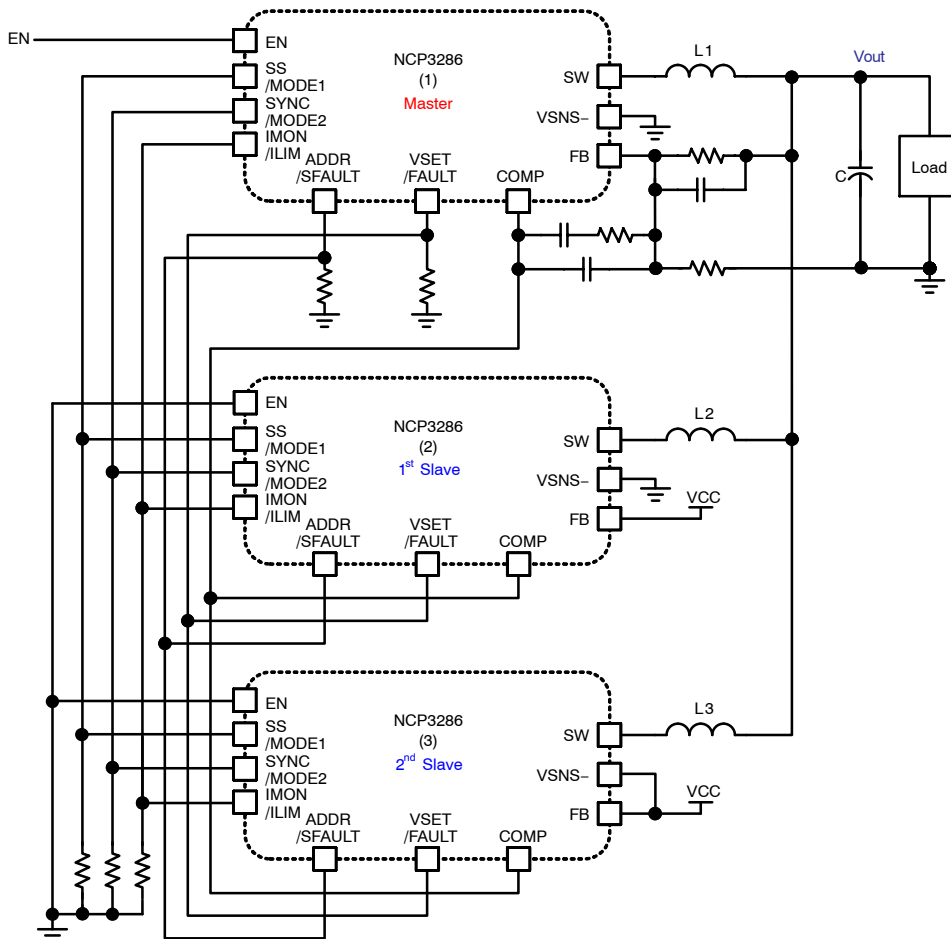 EN
EN
SS
/MODE1
SYNC
/MODE2
IMON
/ILIM
ADDR
/SFAULT
VSET
/FAULT
COMP
NCP3286
(1)
Master
SW
VSNS–
FB
L1
Vout
C
Load
EN
SS
/MODE1
SYNC
/MODE2
IMON
/ILIM
ADDR
/SFAULT
VSET
/FAULT
COMP
NCP3286
(2)
1st Slave
SW
VSNS–
FB
L2
VCC
EN
SS
/MODE1
SYNC
/MODE2
IMON
/ILIM
ADDR
/SFAULT
VSET
/FAULT
COMP
NCP3286
(3)
2nd Slave
SW
VSNS–
FB
L3
VCC